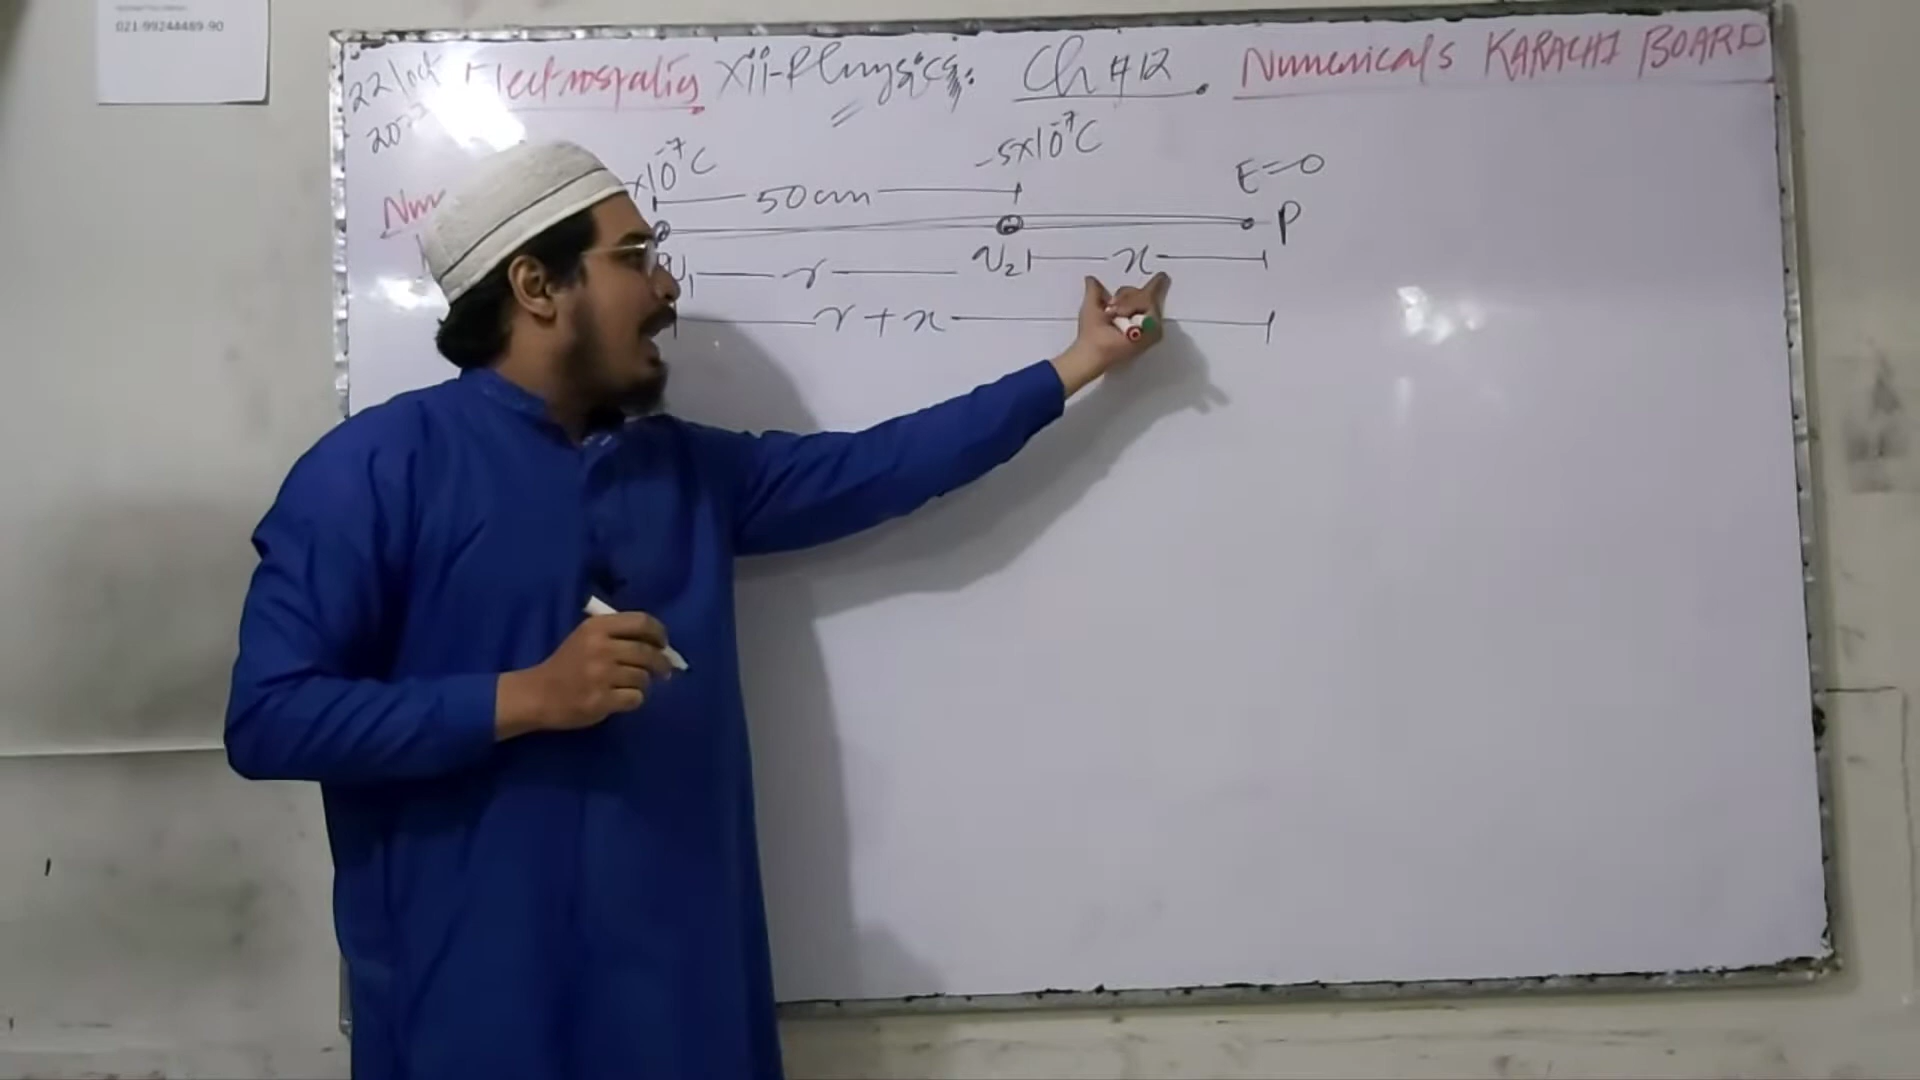 021-99244489-90
22 oct Electrostatics Xii-Physics: Ch#12. Numericals KARACHI BOARD
Num
x10⁻⁷C -5x10⁻⁷C
50cm E=0
P
q₁ r q₂ x
r + x